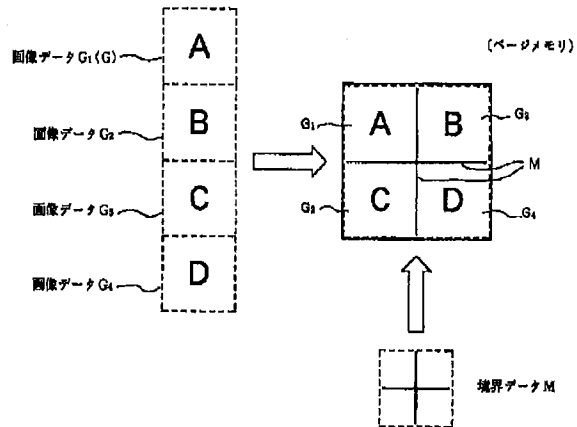 画像データG₁(G)
A
画像データG₂
B
画像データG₃
C
画像データG₄
D
(ページメモリ)
G₁
A
B
G₂
M
G₃
C
D
G₄
境界データM